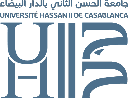 جامعة الحسن الثاني بالدار البيضاء
UNIVERSITÉ HASSAN II DE CASABLANCA